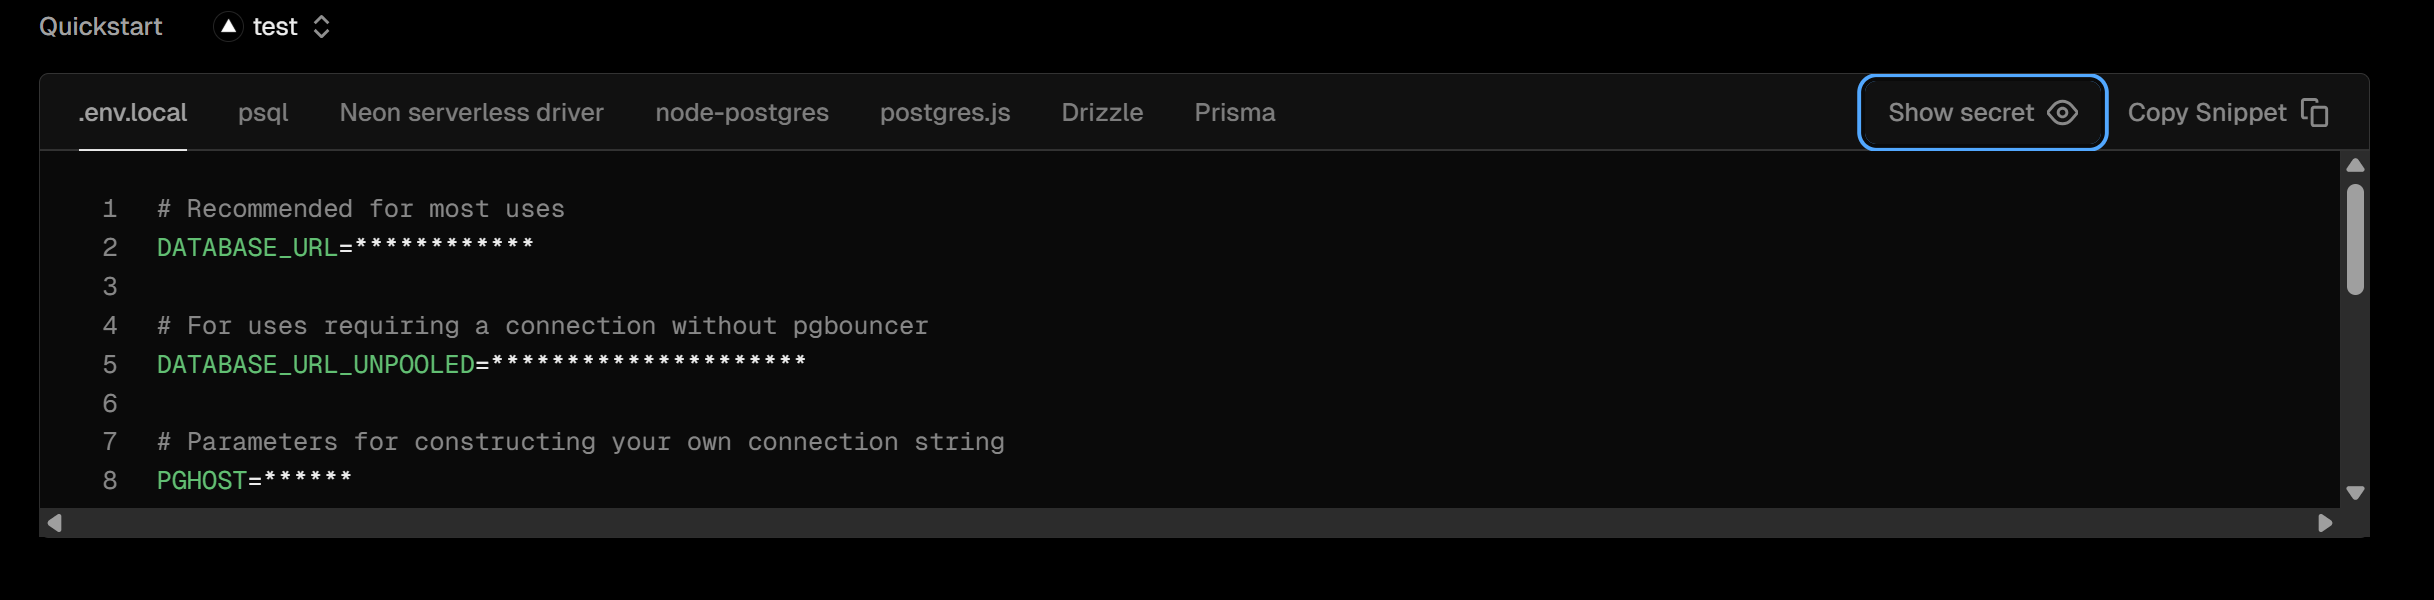 Quickstart test
.env.local psql Neon serverless driver node-postgres postgres.js Drizzle Prisma Show secret Copy Snippet
1 # Recommended for most uses
2 DATABASE_URL=************
3
4 # For uses requiring a connection without pgbouncer
5 DATABASE_URL_UNPOOLED=*********************
6
7 # Parameters for constructing your own connection string
8 PGHOST=******